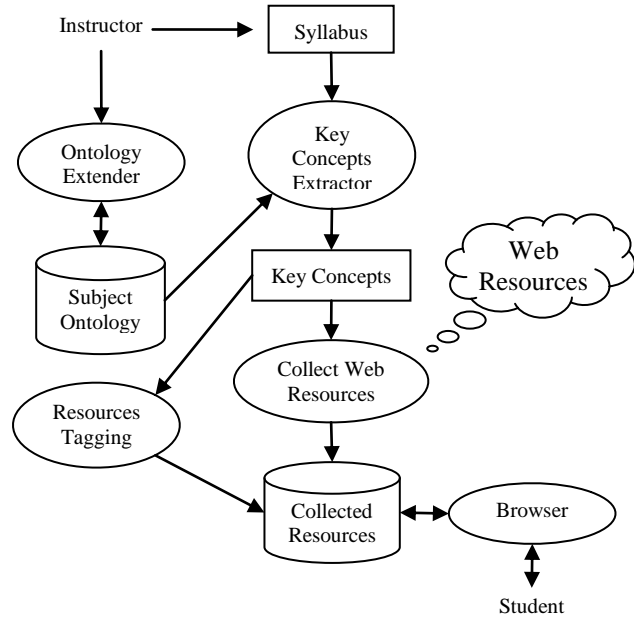 Instructor
Syllabus
Ontology
Extender
Key
Concepts
Extractor
Subject
Ontology
Key Concepts
Web
Resources
Collect Web
Resources
Resources
Tagging
Collected
Resources
Browser
Student